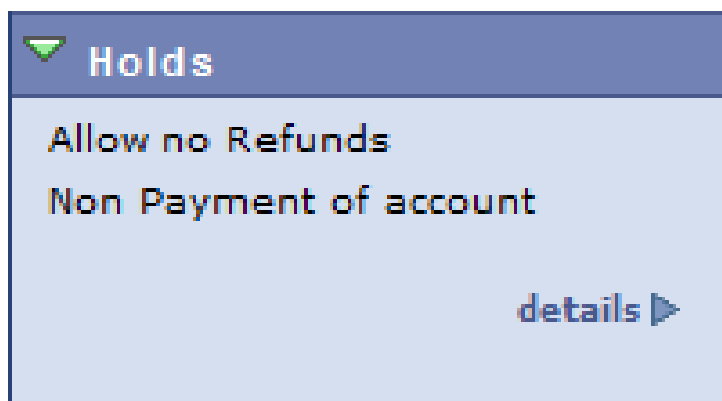 Holds
Allow no Refunds
Non Payment of account
details